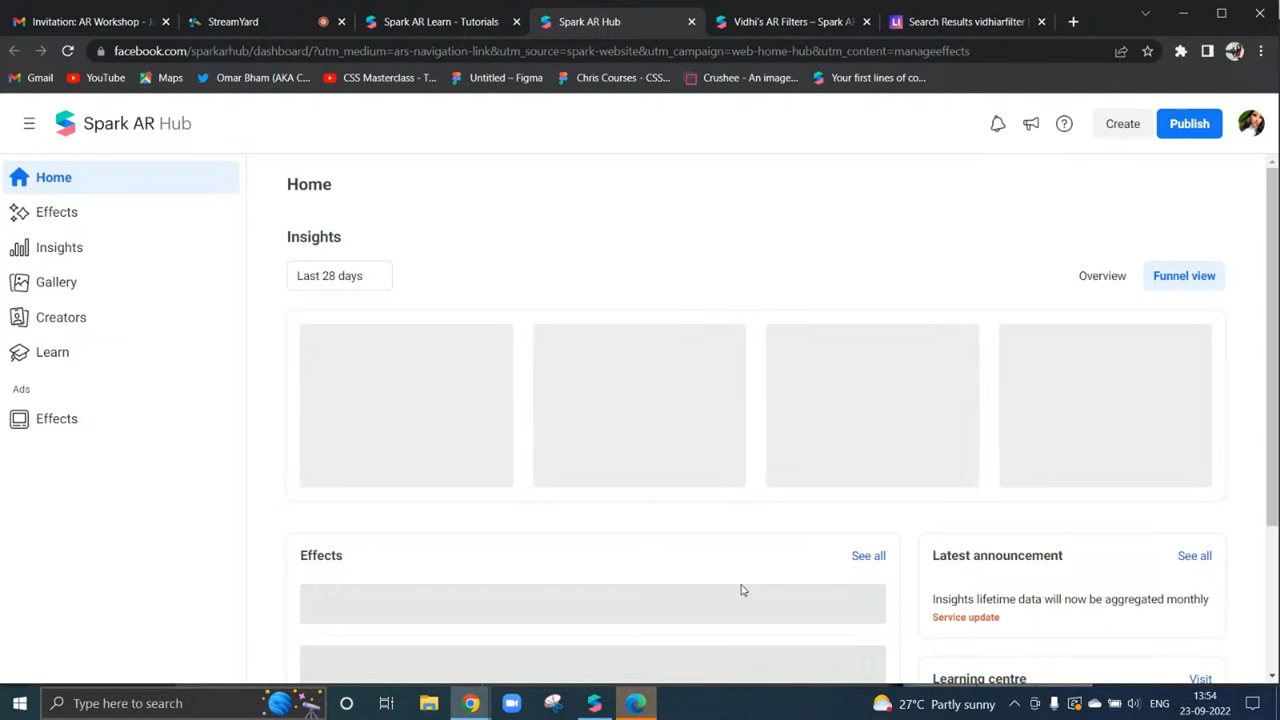 Invitation: AR Workshop - J
StreamYard
Spark AR Learn - Tutorials
Spark AR Hub
Vidhi's AR Filters – Spark A
Search Results vidhiarfilter
facebook.com/sparkarhub/dashboard/?utm_medium=ars-navigation-link&utm_source=spark-website&utm_campaign=web-home-hub&utm_content=manageeffects
Gmail
YouTube
Maps
Omar Bham (AKA C...
CSS Masterclass - T...
Untitled – Figma
Chris Courses - CSS...
Crushee - An image...
Your first lines of co...
Spark AR Hub
Create
Publish
Home
Effects
Insights
Gallery
Creators
Learn
Ads
Effects
Home
Insights
Last 28 days
Overview
Funnel view
Effects
See all
Latest announcement
See all
Insights lifetime data will now be aggregated monthly
Service update
Learning centre
Visit
Type here to search
27°C Partly sunny
ENG
13:54
23-09-2022